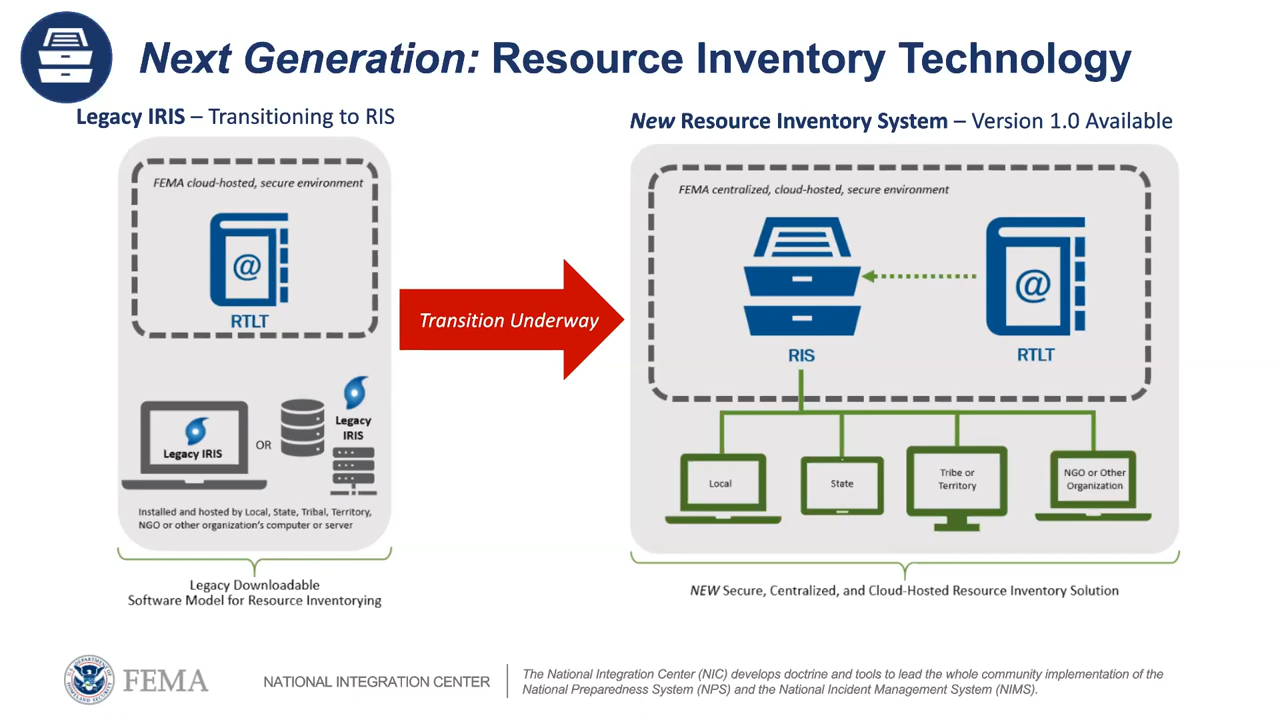 Next Generation: Resource Inventory Technology
Legacy IRIS – Transitioning to RIS
FEMA cloud-hosted, secure environment
@
RTLT
Legacy IRIS
OR
Legacy
IRIS
Installed and hosted by Local, State, Tribal, Territory,
NGO or other organization's computer or server
Legacy Downloadable
Software Model for Resource Inventorying
Transition Underway
New Resource Inventory System – Version 1.0 Available
FEMA centralized, cloud-hosted, secure environment
RIS
@
RTLT
Local
State
Tribe or
Territory
NGO or Other
Organization
NEW Secure, Centralized, and Cloud-Hosted Resource Inventory Solution
FEMA
NATIONAL INTEGRATION CENTER
The National Integration Center (NIC) develops doctrine and tools to lead the whole community implementation of the
National Preparedness System (NPS) and the National Incident Management System (NIMS).